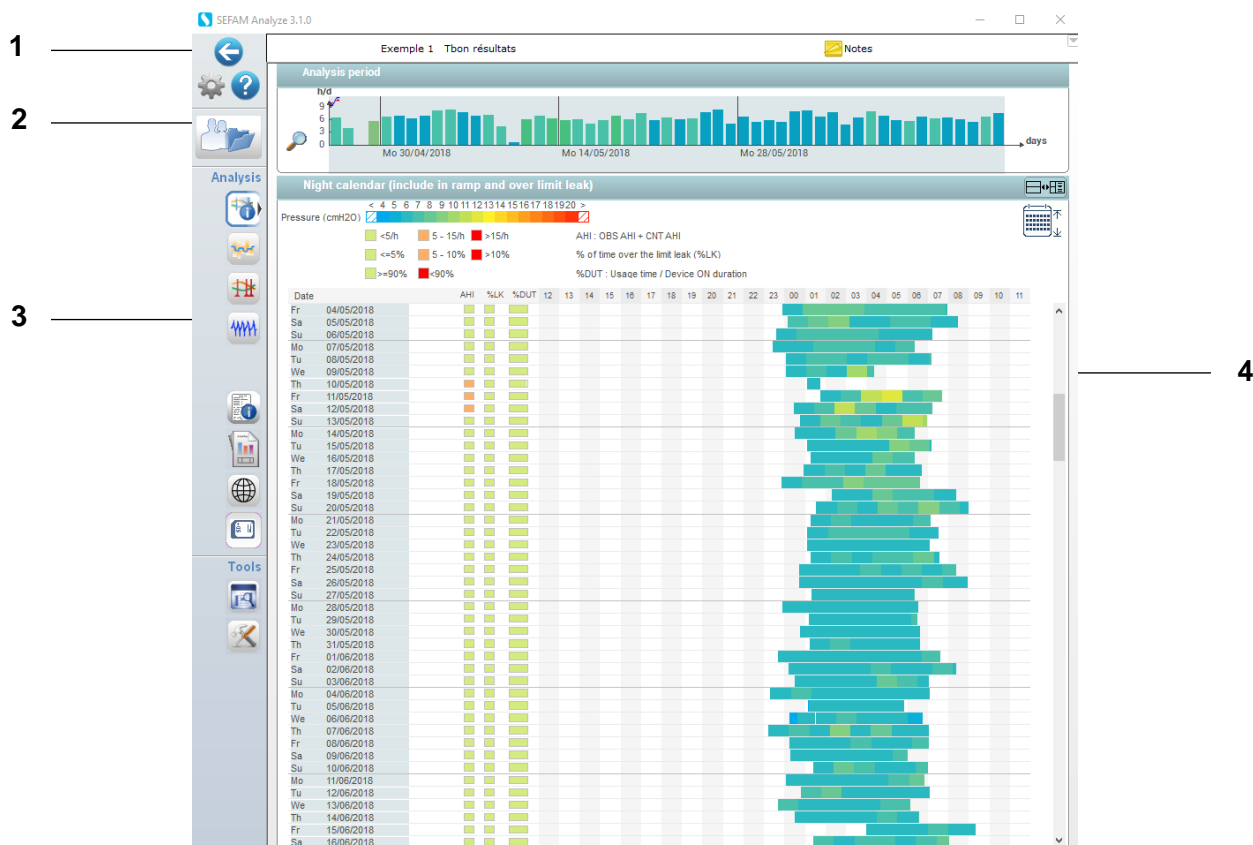 SEFAM Analyze 3.1.0
1
Exemple 1 Tbon résultats
Notes
Analysis period
h/d
9
6
3
0
days
Mo 30/04/2018 Mo 14/05/2018 Mo 28/05/2018
2
Analysis
Night calendar (include in ramp and over limit leak)
< 4 5 6 7 8 9 10 11 12 13 14 15 16 17 18 19 20 >
Pressure (cmH2O)
<5/h 5 - 15/h >15/h AHI : OBS AHI + CNT AHI
<=5% 5 - 10% >10% % of time over the limit leak (%LK)
>=90% <90% %DUT : Usage time / Device ON duration
Date AHI %LK %DUT 12 13 14 15 16 17 18 19 20 21 22 23 00 01 02 03 04 05 06 07 08 09 10 11
3
4
Fr 04/05/2018
Sa 05/05/2018
Su 06/05/2018
Mo 07/05/2018
Tu 08/05/2018
We 09/05/2018
Th 10/05/2018
Fr 11/05/2018
Sa 12/05/2018
Su 13/05/2018
Mo 14/05/2018
Tu 15/05/2018
We 16/05/2018
Th 17/05/2018
Fr 18/05/2018
Sa 19/05/2018
Su 20/05/2018
Mo 21/05/2018
Tu 22/05/2018
We 23/05/2018
Th 24/05/2018
Fr 25/05/2018
Sa 26/05/2018
Su 27/05/2018
Mo 28/05/2018
Tu 29/05/2018
We 30/05/2018
Th 31/05/2018
Fr 01/06/2018
Sa 02/06/2018
Su 03/06/2018
Mo 04/06/2018
Tu 05/06/2018
We 06/06/2018
Th 07/06/2018
Fr 08/06/2018
Sa 09/06/2018
Su 10/06/2018
Mo 11/06/2018
Tu 12/06/2018
We 13/06/2018
Th 14/06/2018
Fr 15/06/2018
Sa 16/06/2018
Tools